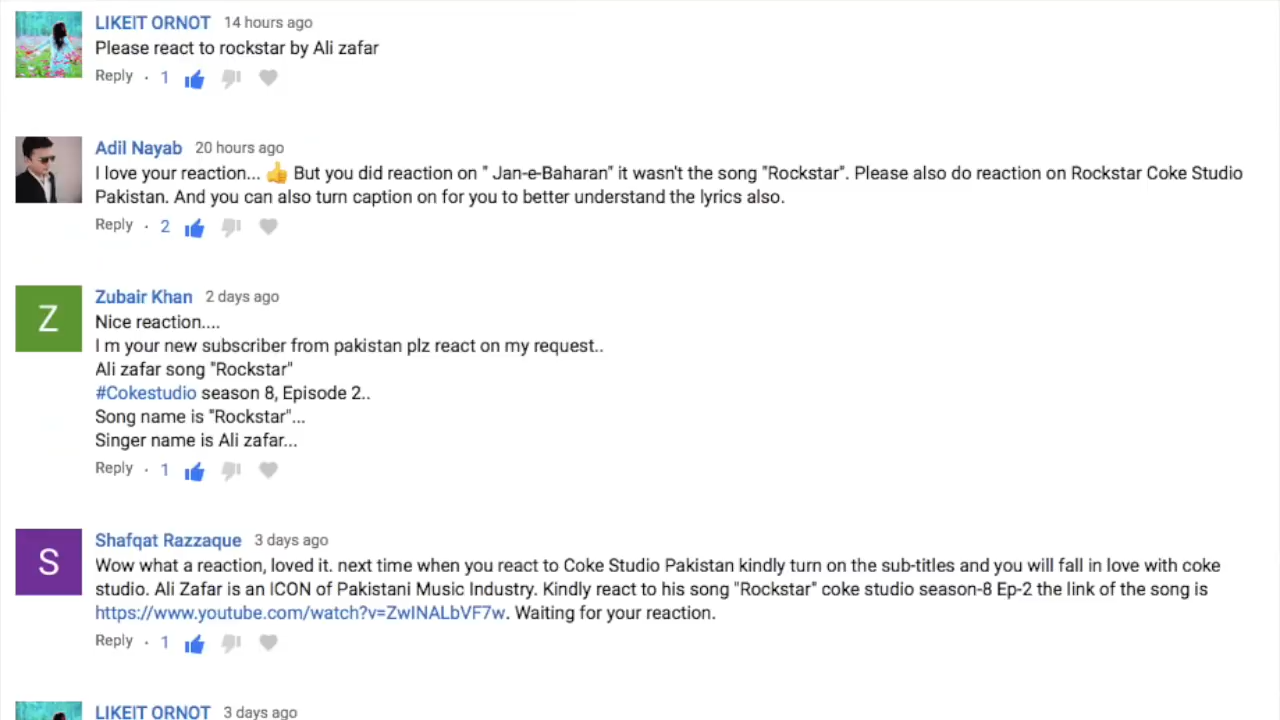 LIKEIT ORNOT 14 hours ago
Please react to rockstar by Ali zafar
Reply · 1
Adil Nayab 20 hours ago
I love your reaction... 👍 But you did reaction on " Jan-e-Baharan" it wasn't the song "Rockstar". Please also do reaction on Rockstar Coke Studio
Pakistan. And you can also turn caption on for you to better understand the lyrics also.
Reply · 2
Z
Zubair Khan 2 days ago
Nice reaction....
I m your new subscriber from pakistan plz react on my request..
Ali zafar song "Rockstar"
#Cokestudio season 8, Episode 2..
Song name is "Rockstar"...
Singer name is Ali zafar...
Reply · 1
S
Shafqat Razzaque 3 days ago
Wow what a reaction, loved it. next time when you react to Coke Studio Pakistan kindly turn on the sub-titles and you will fall in love with coke
studio. Ali Zafar is an ICON of Pakistani Music Industry. Kindly react to his song "Rockstar" coke studio season-8 Ep-2 the link of the song is
https://www.youtube.com/watch?v=ZwINALbVF7w. Waiting for your reaction.
Reply · 1
LIKEIT ORNOT 3 days ago